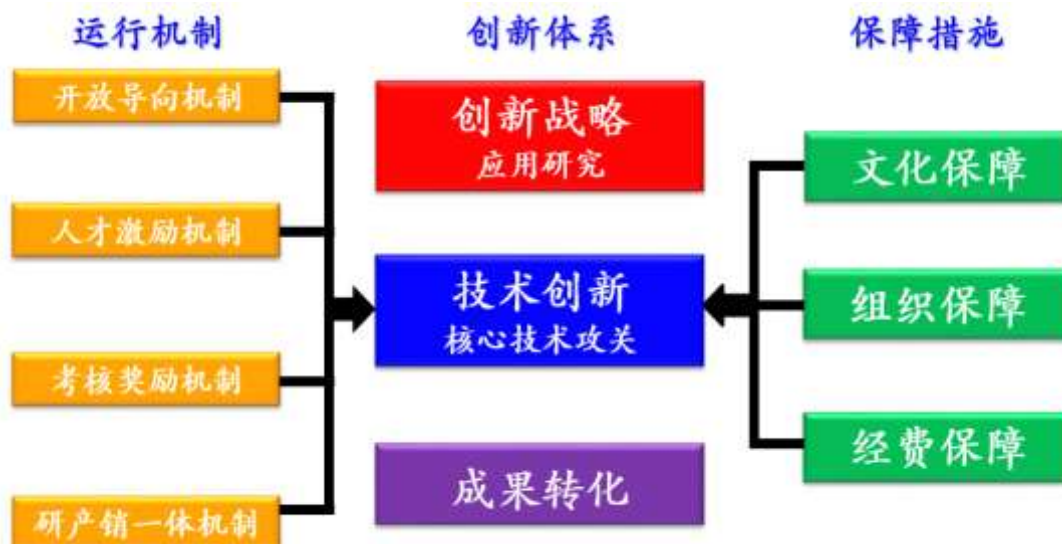 运行机制
开放导向机制
人才激励机制
考核奖励机制
研产销一体机制
创新体系
创新战略
应用研究
技术创新
核心技术攻关
成果转化
保障措施
文化保障
组织保障
经费保障